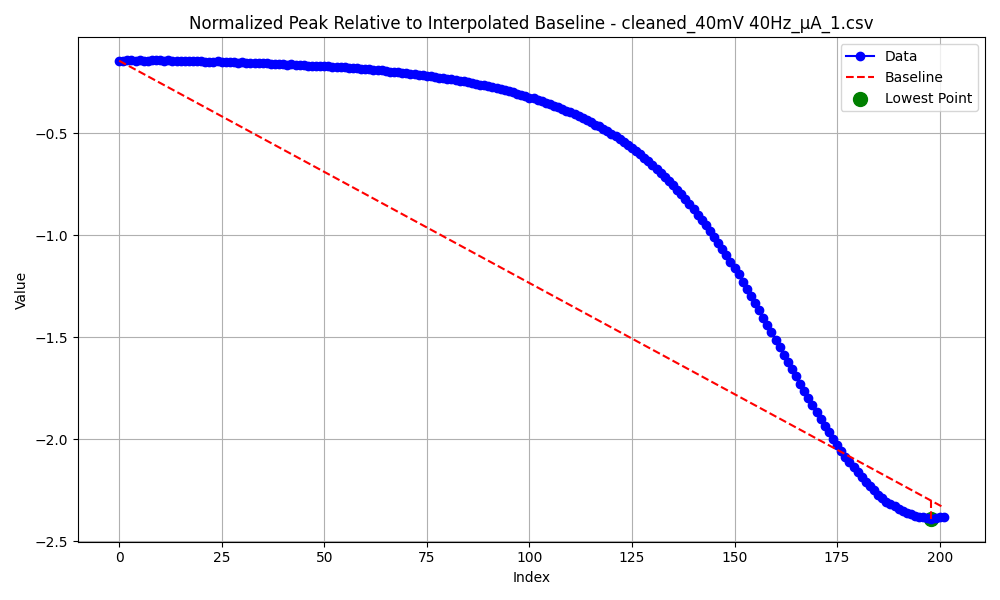 Normalized Peak Relative to Interpolated Baseline - cleaned_40mV 40Hz_µA_1.csv
Data
Baseline
Lowest Point
Value
−0.5
−1.0
−1.5
−2.0
−2.5
0
25
50
75
100
125
150
175
200
Index